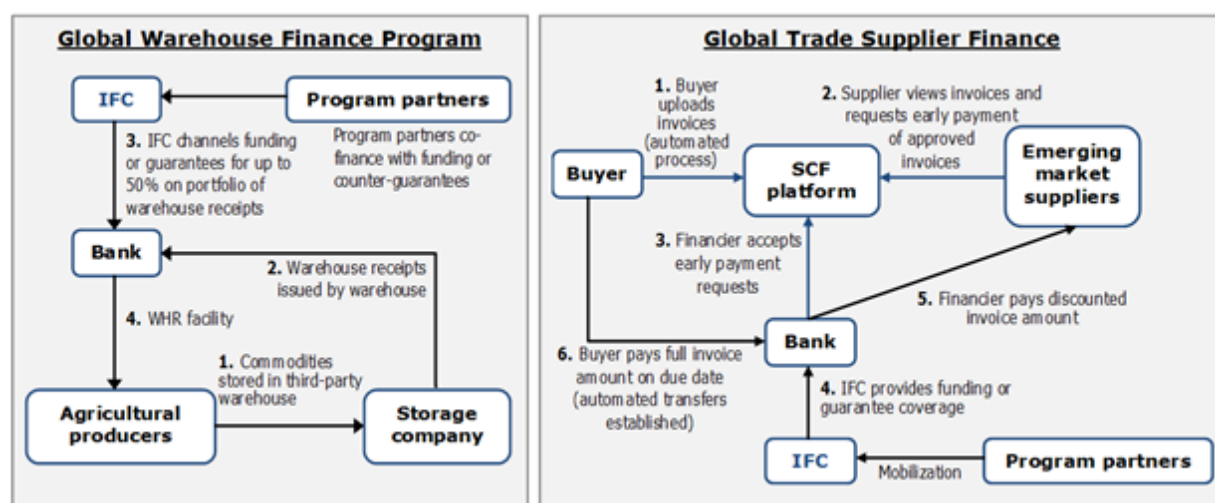 Global Warehouse Finance Program
IFC
Program partners
3. IFC channels funding
or guarantees for up to
50% on portfolio of
warehouse receipts
Program partners co-
finance with funding or
counter-guarantees
Bank
2. Warehouse receipts
issued by warehouse
4. WHR facility
1. Commodities
stored in third-party
warehouse
Agricultural
producers
Storage
company
Global Trade Supplier Finance
1. Buyer
uploads
invoices
(automated
process)
2. Supplier views invoices and
requests early payment
of approved
invoices
Buyer
SCF
platform
Emerging
market
suppliers
3. Financier accepts
early payment
requests
5. Financier pays discounted
invoice amount
Bank
6. Buyer pays full invoice
amount on due date
(automated transfers
established)
4. IFC provides funding or
guarantee coverage
IFC
Mobilization
Program partners